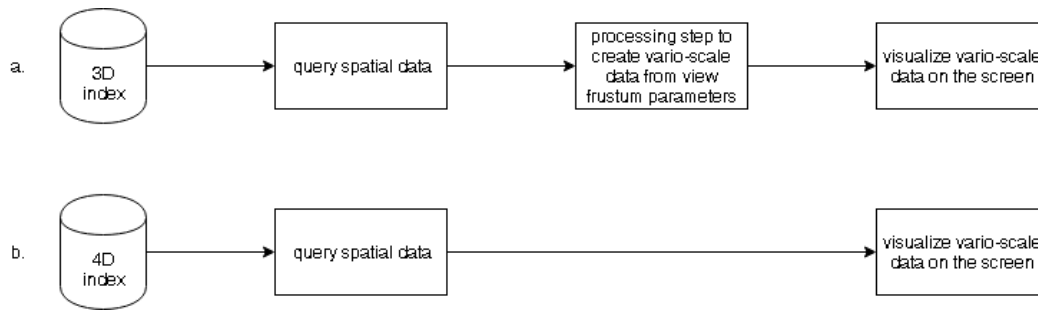 a.
3D
index
query spatial data
processing step to
create vario-scale
data from view
frustum parameters
visualize vario-scale
data on the screen
b.
4D
index
query spatial data
visualize vario-scale
data on the screen